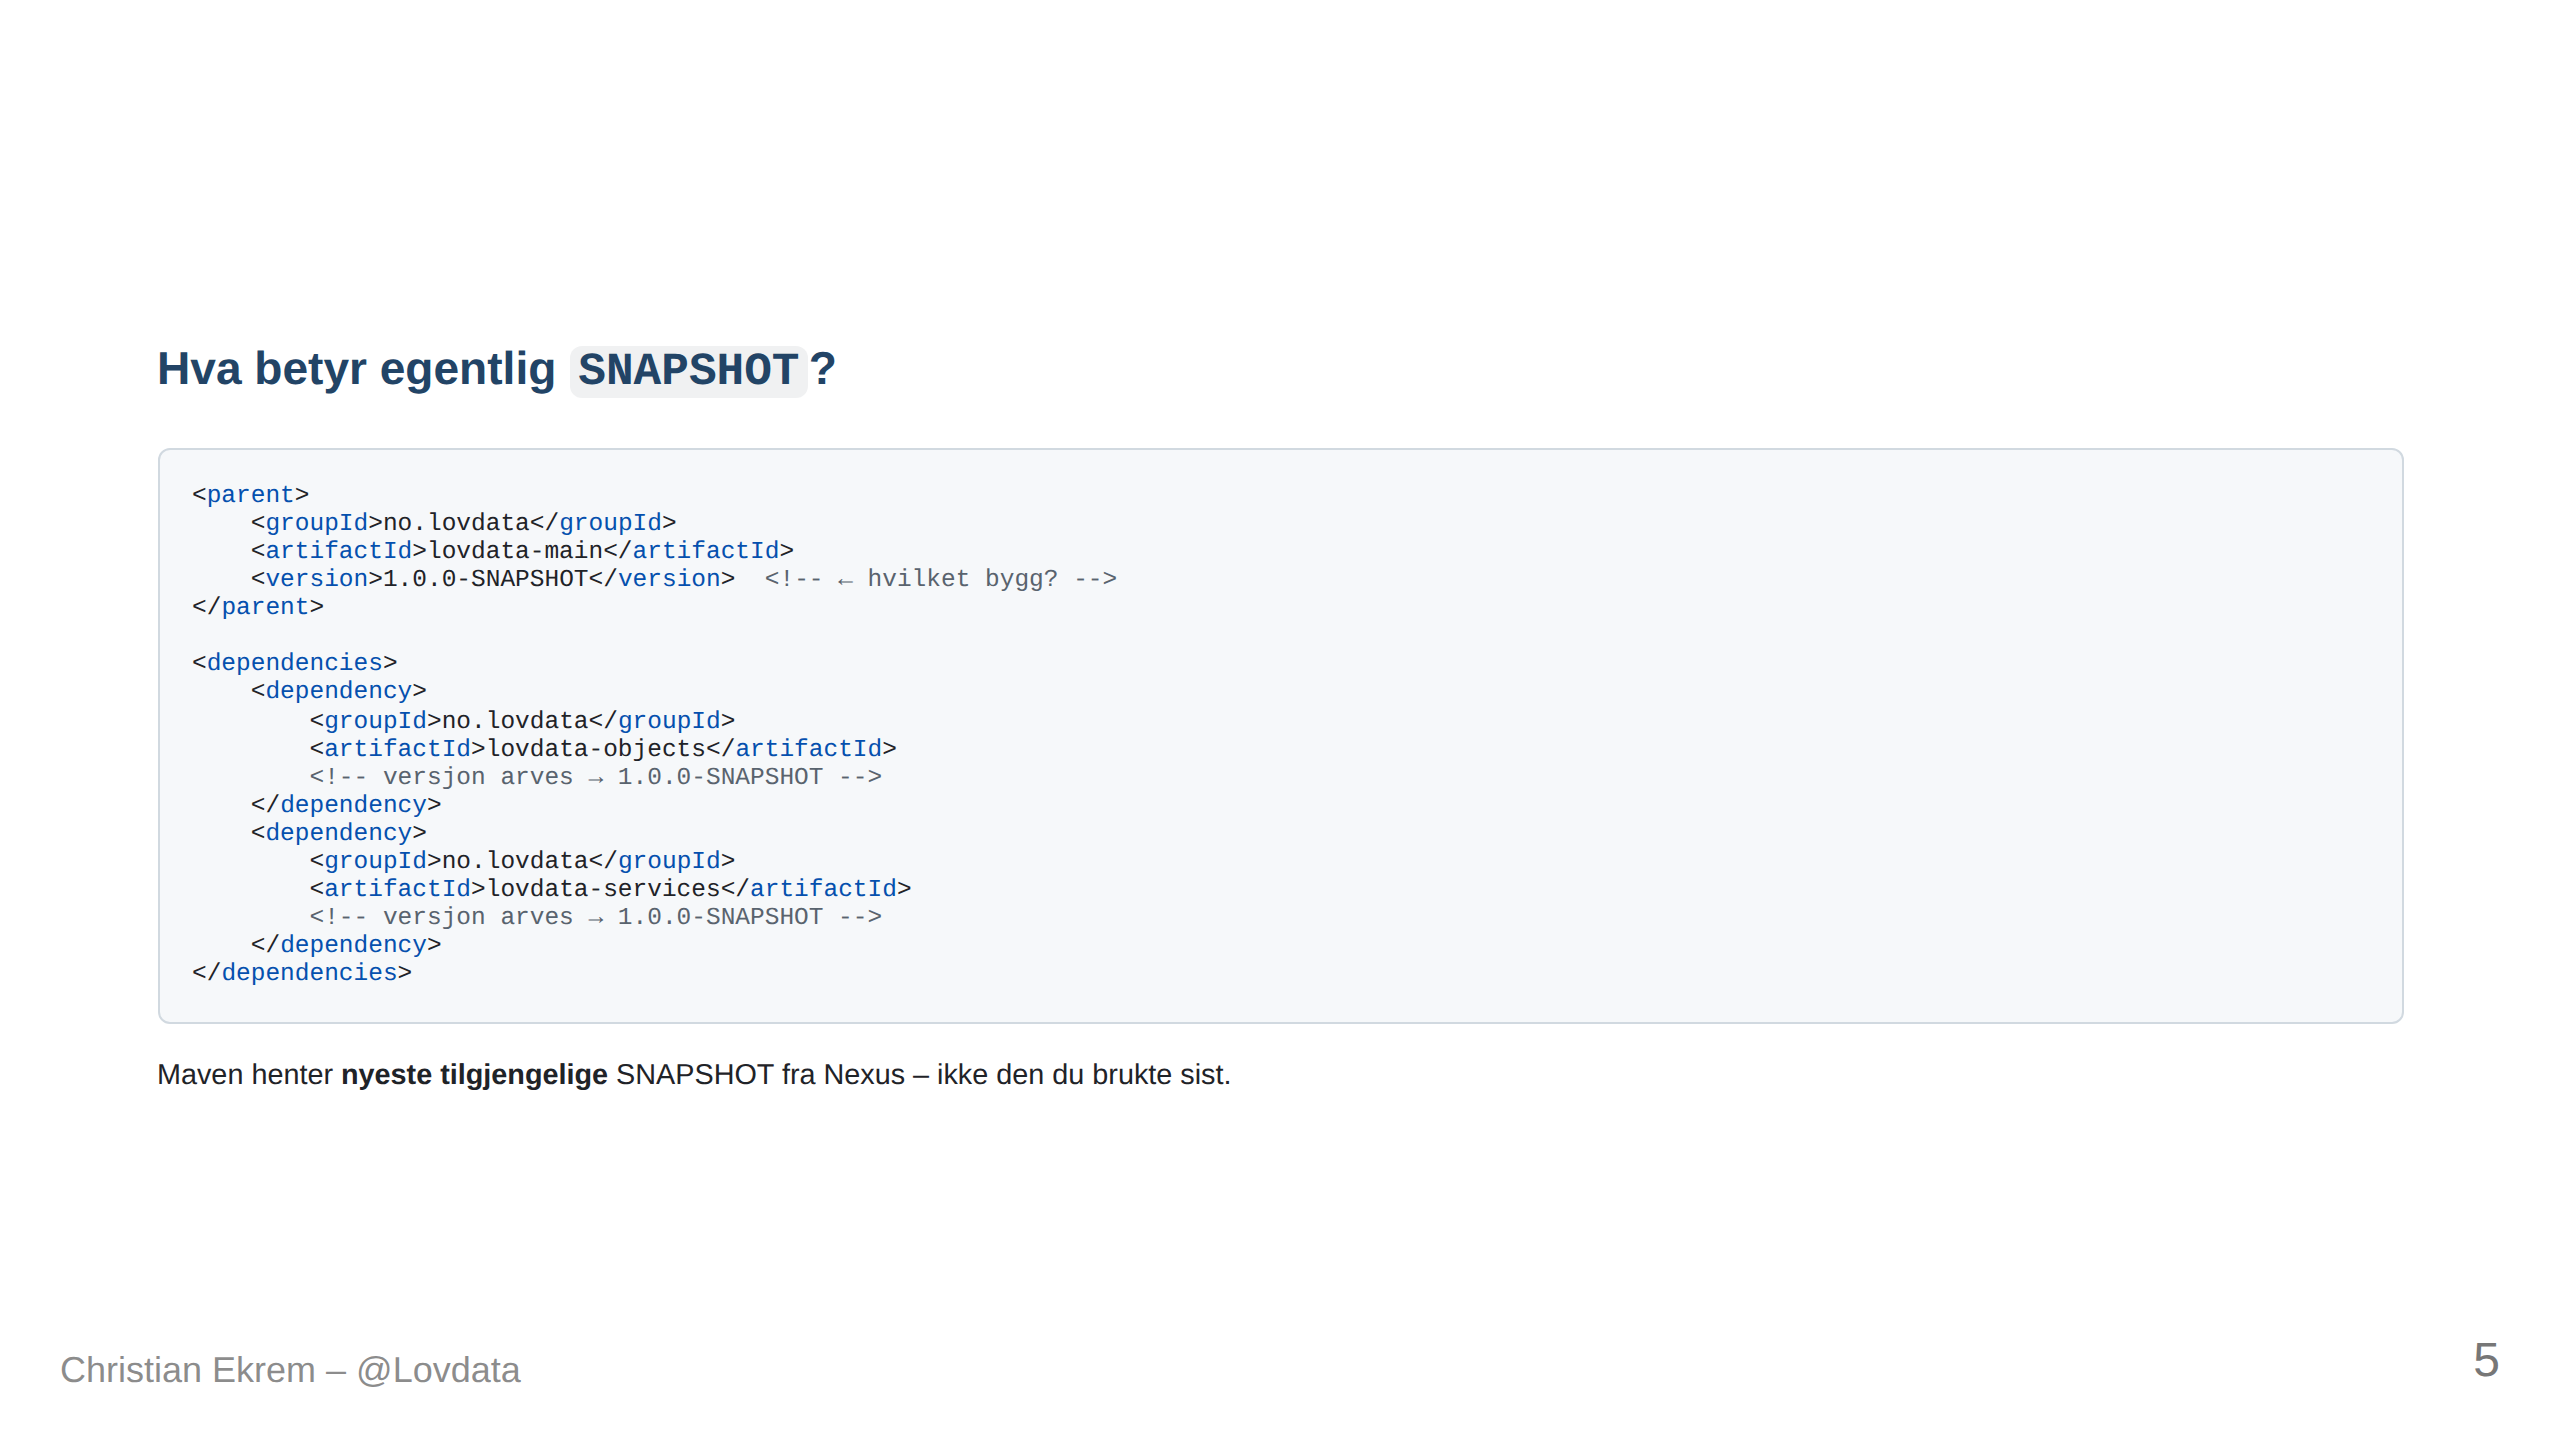 Hva betyr egentlig SNAPSHOT?
<parent>
    <groupId>no.lovdata</groupId>
    <artifactId>lovdata-main</artifactId>
    <version>1.0.0-SNAPSHOT</version>  <!-- ← hvilket bygg? -->
</parent>

<dependencies>
    <dependency>
        <groupId>no.lovdata</groupId>
        <artifactId>lovdata-objects</artifactId>
        <!-- versjon arves → 1.0.0-SNAPSHOT -->
    </dependency>
    <dependency>
        <groupId>no.lovdata</groupId>
        <artifactId>lovdata-services</artifactId>
        <!-- versjon arves → 1.0.0-SNAPSHOT -->
    </dependency>
</dependencies>
Maven henter nyeste tilgjengelige SNAPSHOT fra Nexus – ikke den du brukte sist.
Christian Ekrem – @Lovdata
5